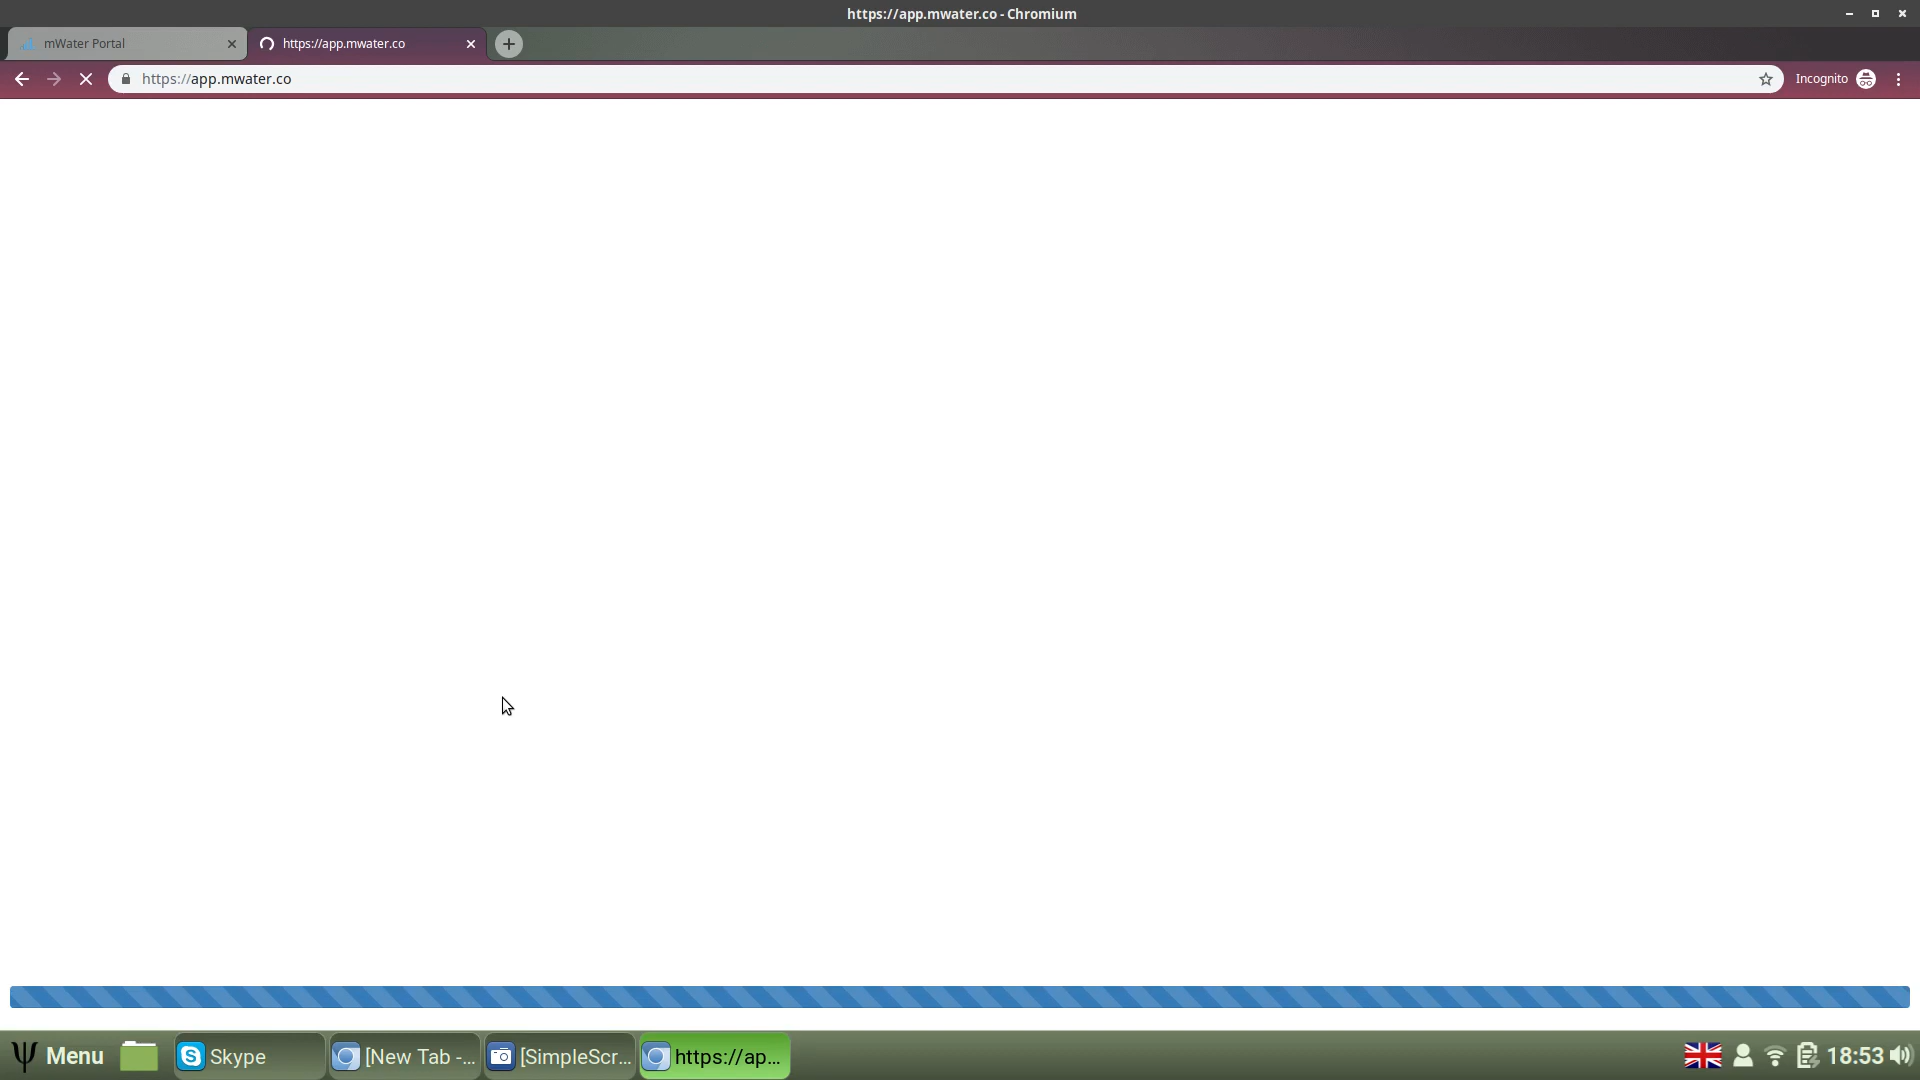 https://app.mwater.co - Chromium
mWater Portal
https://app.mwater.co
https://app.mwater.co
Incognito
Menu
Skype
[New Tab -...
[SimpleScr...
https://ap...
18:53